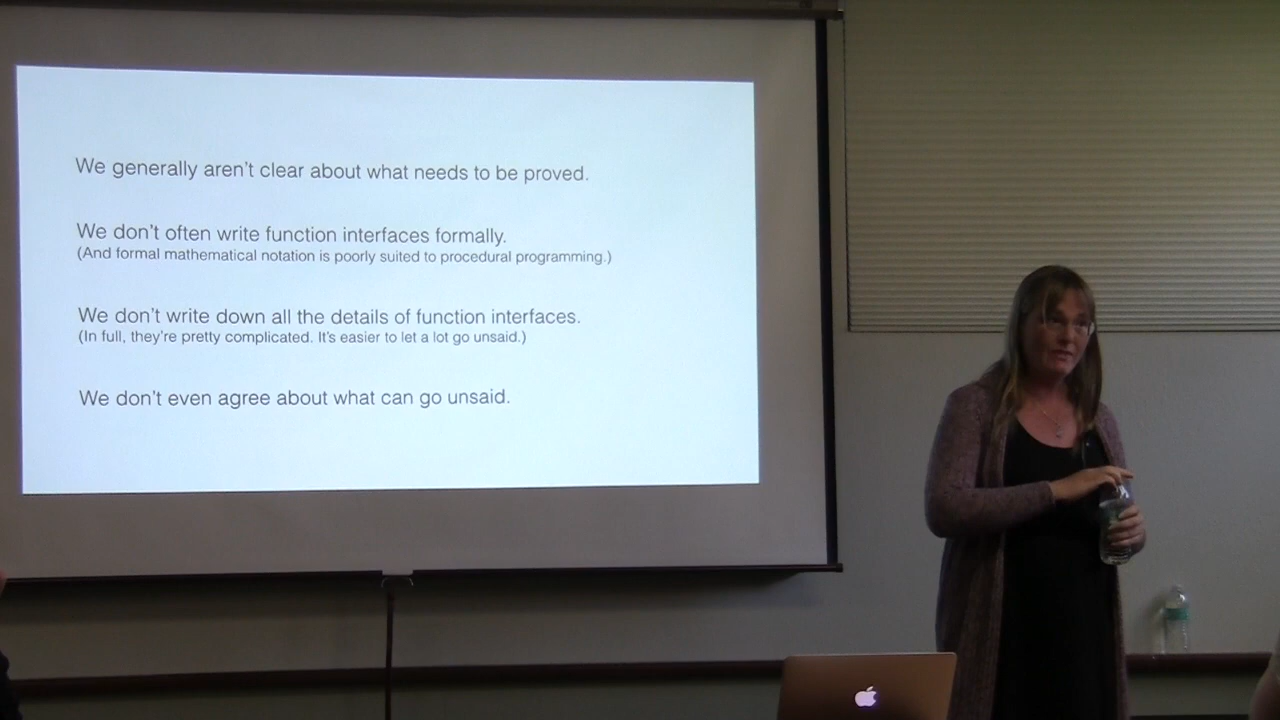 We generally aren't clear about what needs to be proved.
We don't often write function interfaces formally.
(And formal mathematical notation is poorly suited to procedural programming.)
We don't write down all the details of function interfaces.
(In full, they're pretty complicated. It's easier to let a lot go unsaid.)
We don't even agree about what can go unsaid.